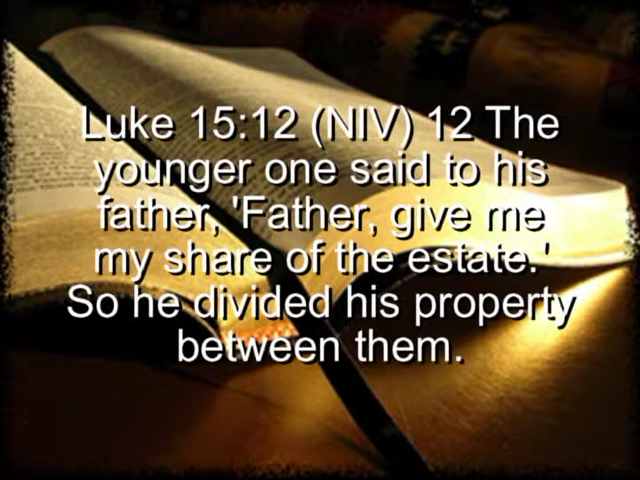 Luke 15:12 (NIV) 12 The
younger one said to his
father, 'Father, give me
my share of the estate.'
So he divided his property
between them.